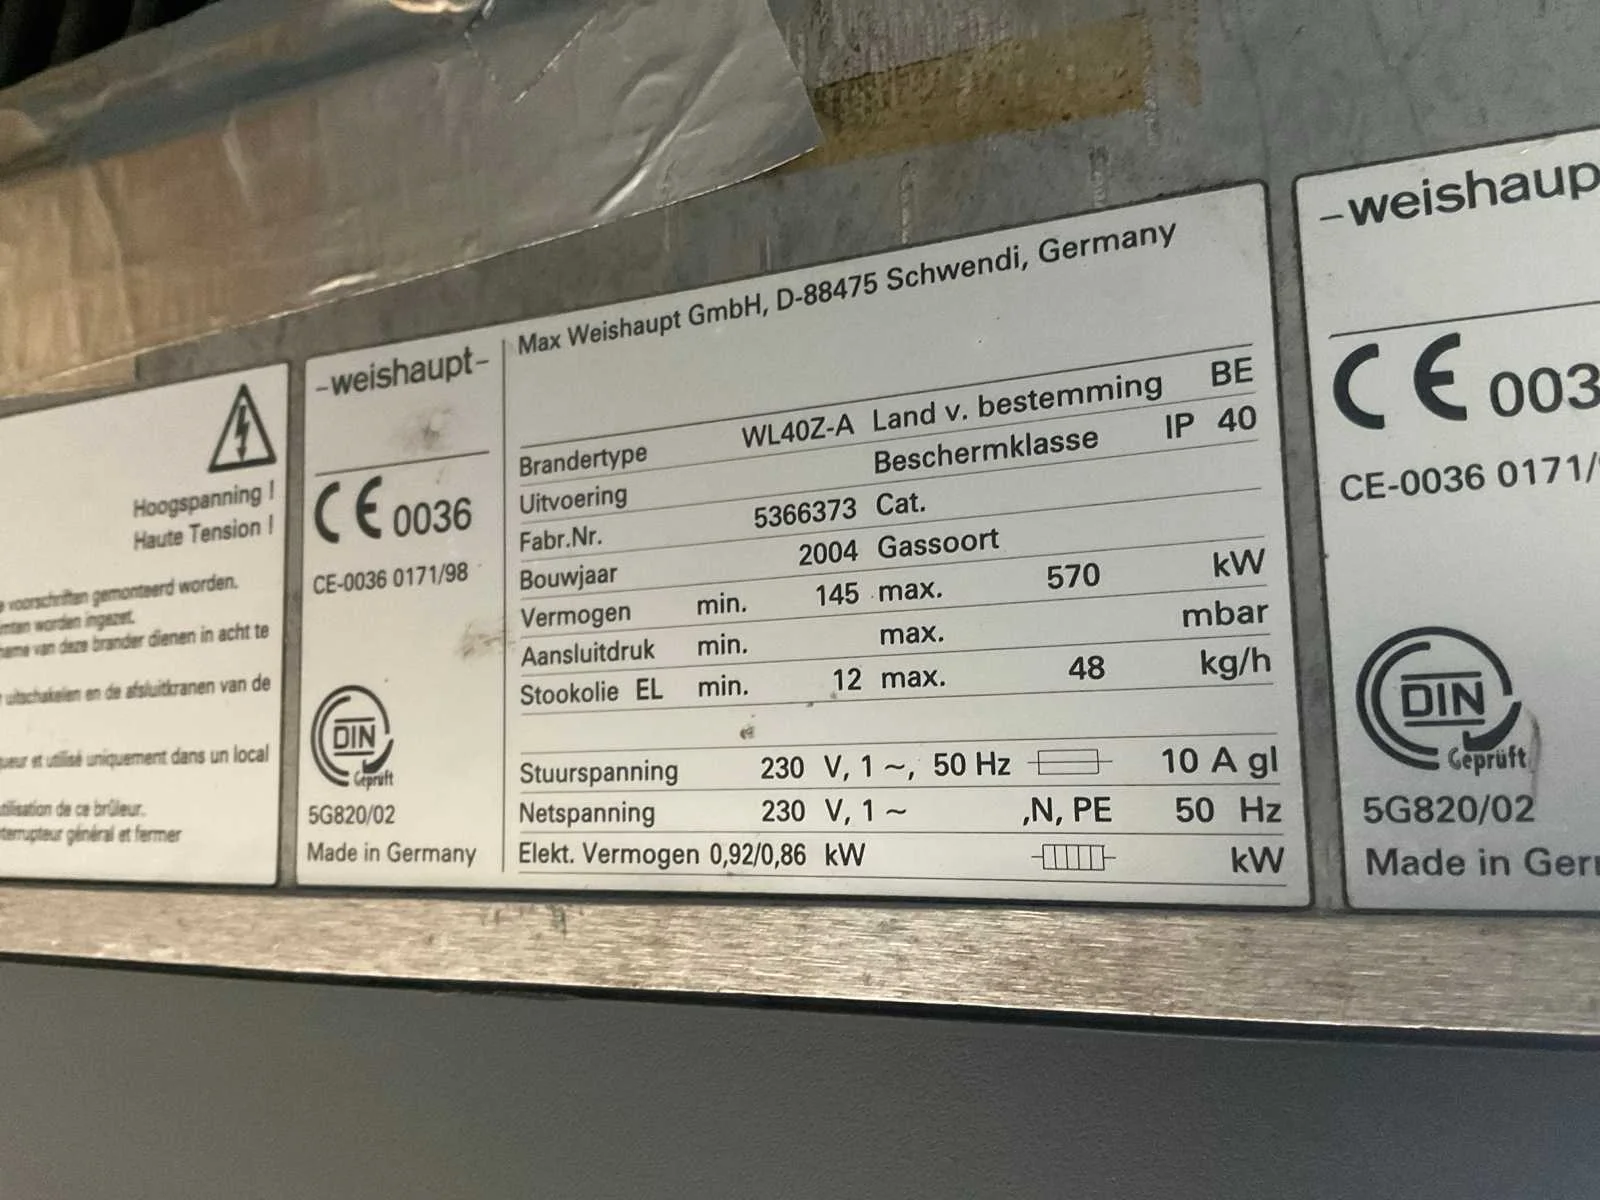 Hoogspanning !
Haute Tension !
voorschriften gemonteerd worden.
worden ingezet.
van deze brander dienen in acht te
uitschakelen en de afsluitkranen van de
et utilisé uniquement dans un local
de ce brûleur.
général et fermer
-weishaupt-
CE 0036
CE-0036 0171/98
DIN
Geprüft
5G820/02
Made in Germany
Max Weishaupt GmbH, D-88475 Schwendi, Germany
Brandertype WL40Z-A Land v. bestemming BE
Uitvoering Beschermklasse IP 40
Fabr.Nr. 5366373 Cat.
Bouwjaar 2004 Gassoort
Vermogen min. 145 max. 570 kW
Aansluitdruk min. max. mbar
Stookolie EL min. 12 max. 48 kg/h
Stuurspanning 230 V, 1 ~, 50 Hz 10 A gl
Netspanning 230 V, 1 ~ ,N, PE 50 Hz
Elekt. Vermogen 0,92/0,86 kW kW
-weishaup
CE 003
CE-0036 0171/
DIN
Geprüft
5G820/02
Made in Ger